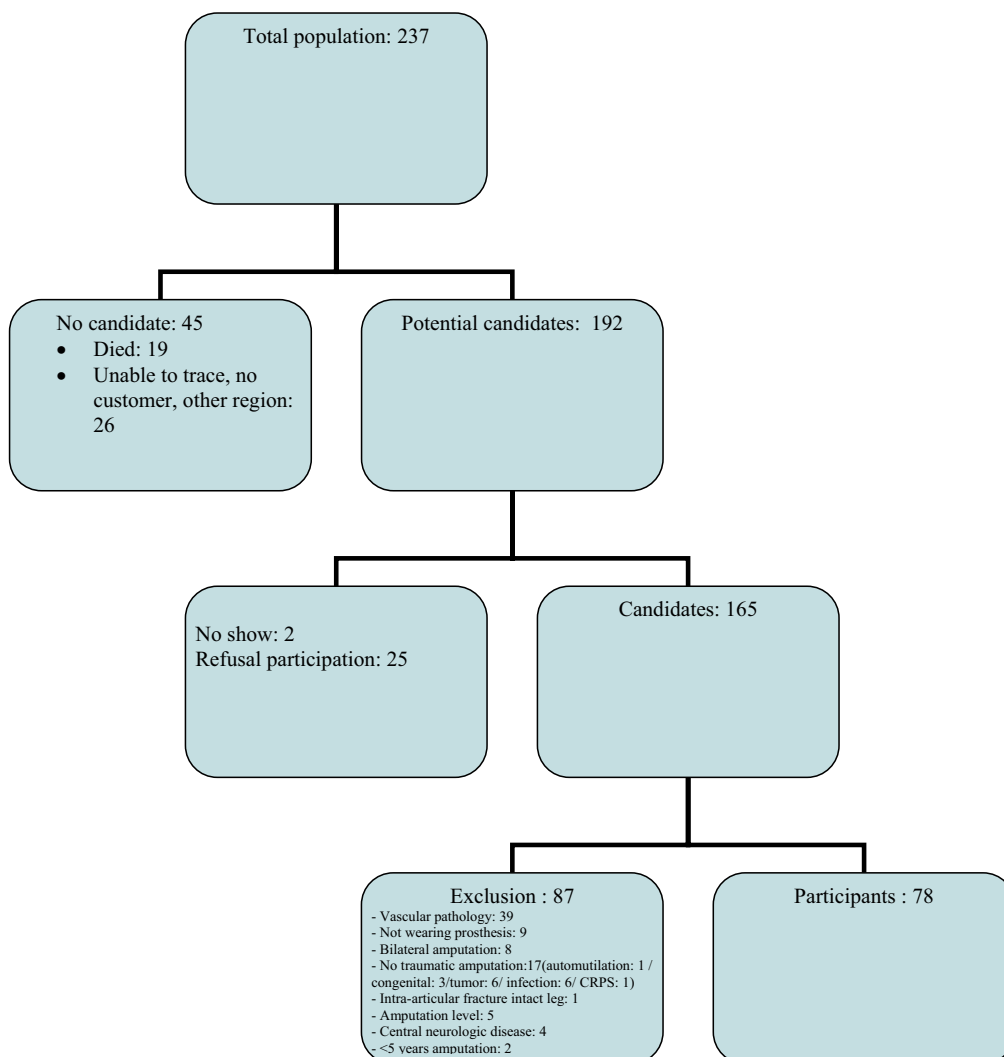 Total population: 237
No candidate: 45
• Died: 19
• Unable to trace, no
customer, other region:
26
Potential candidates: 192
No show: 2
Refusal participation: 25
Candidates: 165
Exclusion : 87
- Vascular pathology: 39
- Not wearing prosthesis: 9
- Bilateral amputation: 8
- No traumatic amputation:17(automutilation: 1 /
congenital: 3/tumor: 6/ infection: 6/ CRPS: 1)
- Intra-articular fracture intact leg: 1
- Amputation level: 5
- Central neurologic disease: 4
- <5 years amputation: 2
Participants : 78